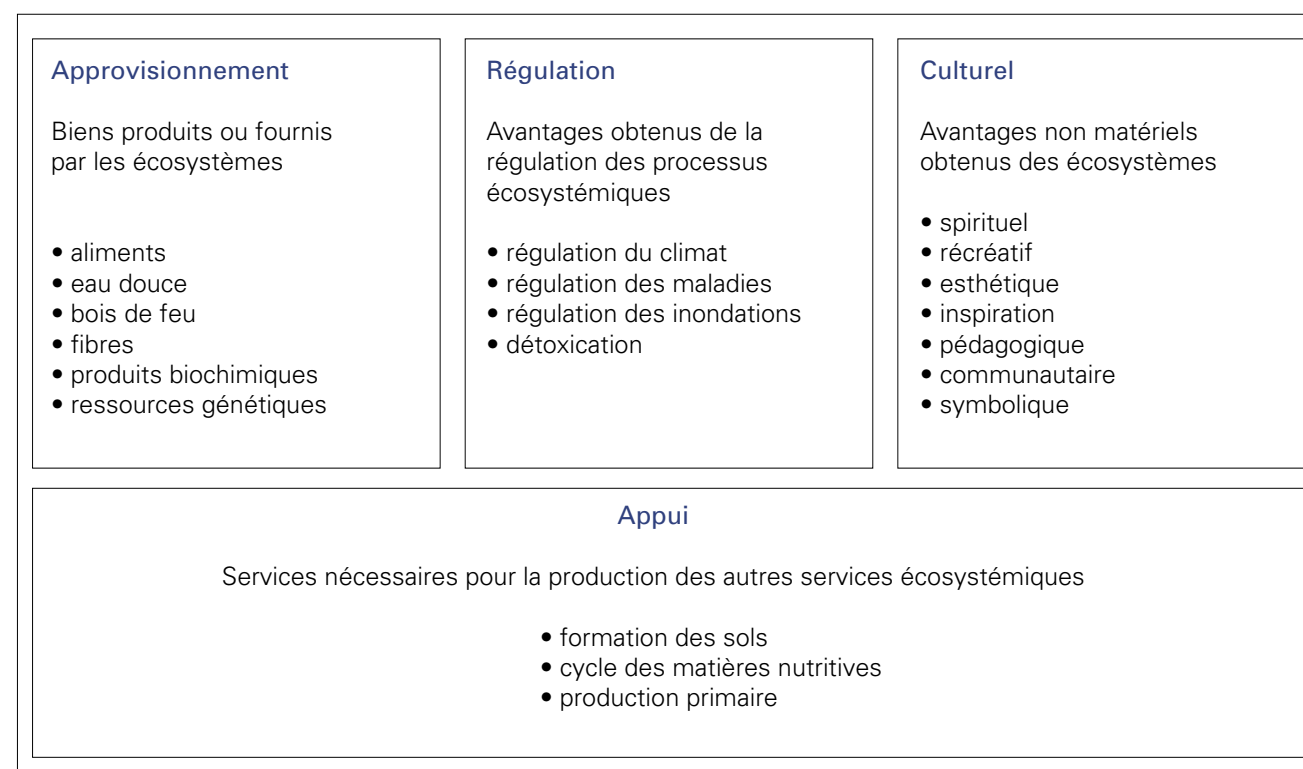 Approvisionnement
Biens produits ou fournis
par les écosystèmes
• aliments
• eau douce
• bois de feu
• fibres
• produits biochimiques
• ressources génétiques
Régulation
Avantages obtenus de la
régulation des processus
écosystémiques
• régulation du climat
• régulation des maladies
• régulation des inondations
• détoxication
Culturel
Avantages non matériels
obtenus des écosystèmes
• spirituel
• récréatif
• esthétique
• inspiration
• pédagogique
• communautaire
• symbolique
Appui
Services nécessaires pour la production des autres services écosystémiques
• formation des sols
• cycle des matières nutritives
• production primaire